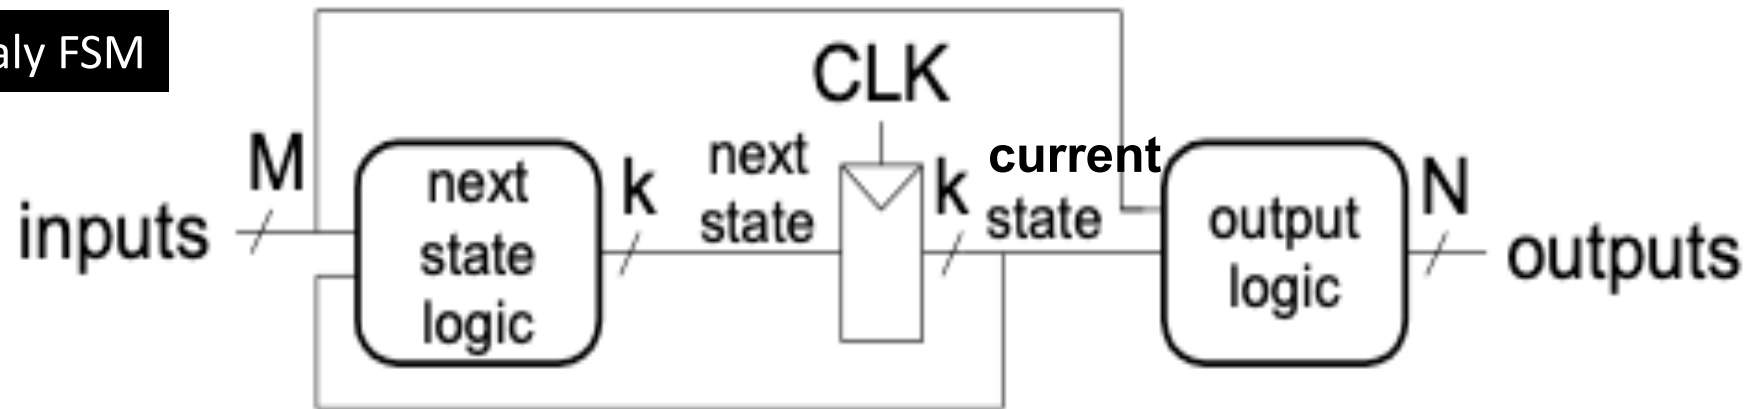 aly FSM
CLK
M
inputs
next
state
logic
k
next
state
k
current
state
output
logic
N
outputs